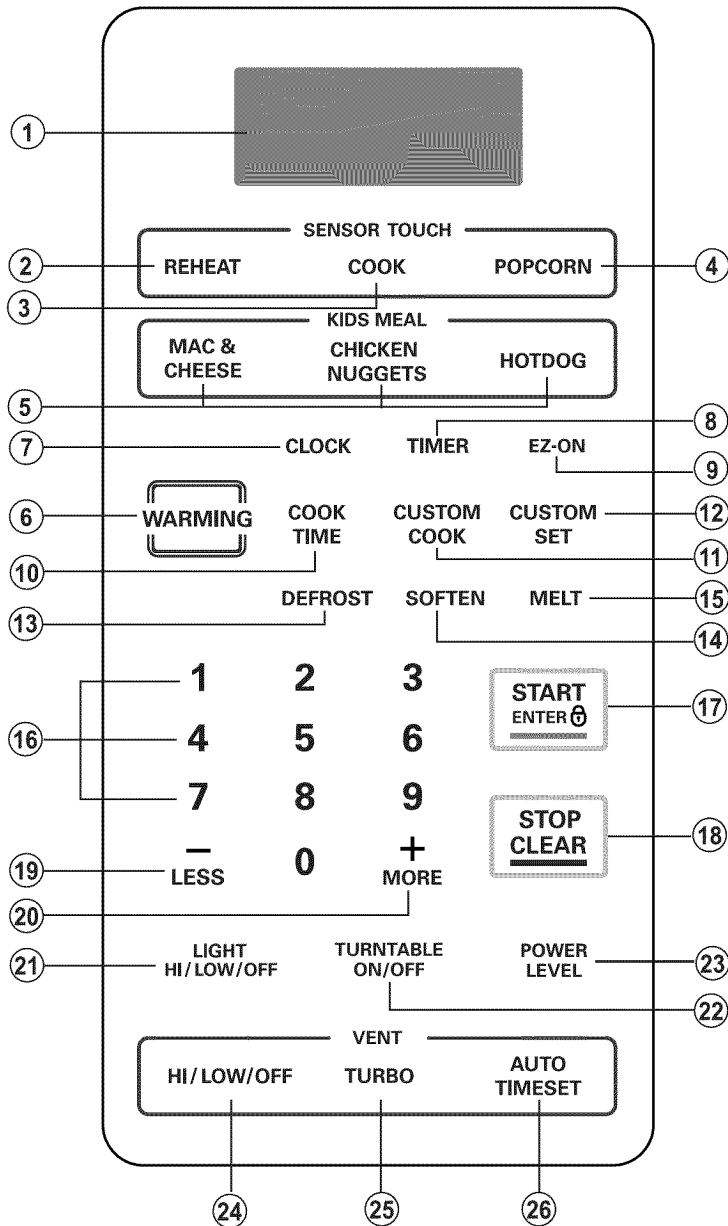 1
SENSOR TOUCH
2 REHEAT COOK POPCORN 4
3
KIDS MEAL
MAC & CHICKEN HOTDOG
CHEESE NUGGETS
5 8
7 CLOCK TIMER EZ-ON
9
6 WARMING COOK CUSTOM CUSTOM 12
TIME COOK SET
10 11
DEFROST SOFTEN MELT 15
13 14
1 2 3 START
ENTER 17
16 4 5 6
7 8 9 STOP
CLEAR 18
− 0 +
19 LESS MORE
20
21 LIGHT TURNTABLE POWER 23
HI/LOW/OFF ON/OFF LEVEL
22
VENT
HI/LOW/OFF TURBO AUTO
TIMESET
24 25 26